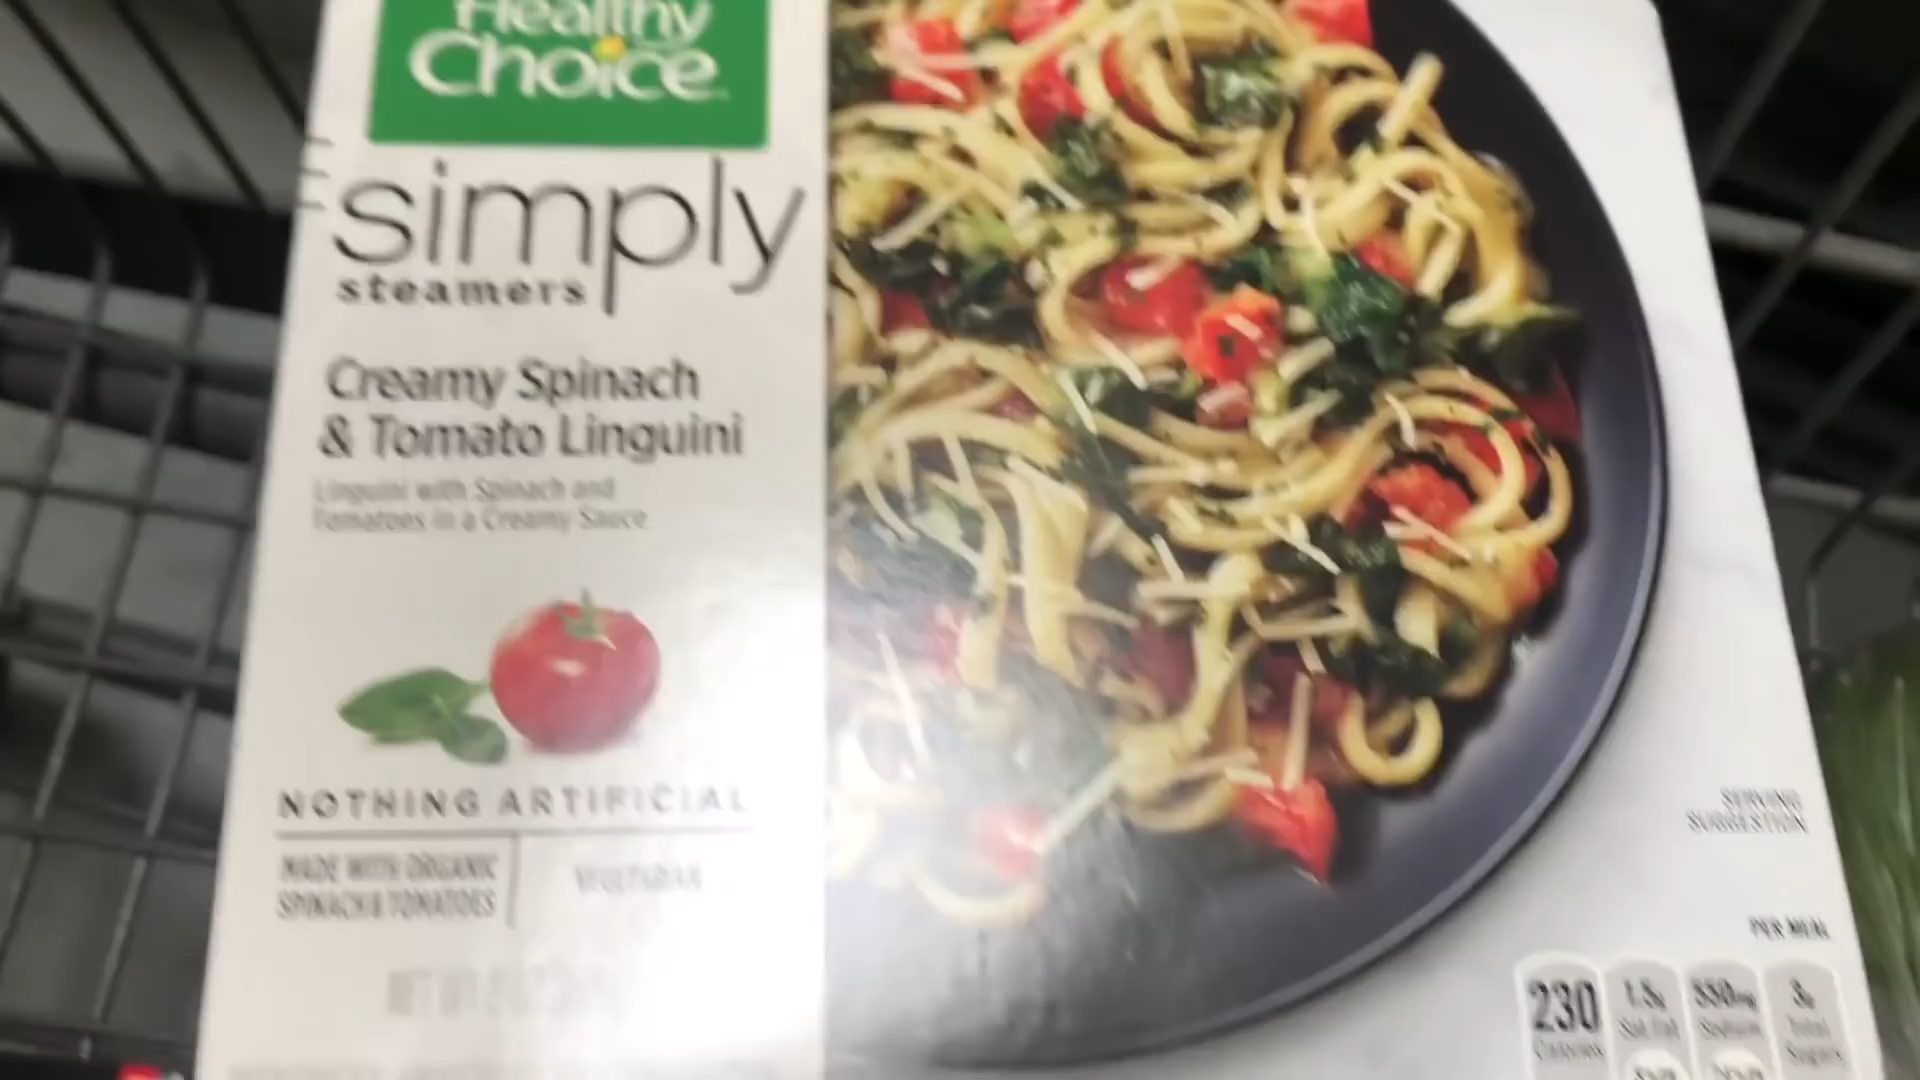 Healthy
Choice
simply
steamers
Creamy Spinach
& Tomato Linguini
Linguini with Spinach and
Tomatoes in a Creamy Sauce
NOTHING ARTIFICIAL
MADE WITH ORGANIC
SPINACH & TOMATOES
VEGETARIAN
SERVING
SUGGESTION
PER MEAL
230
Calories
1.5g
Sat Fat
550mg
Sodium
3g
Total
Sugars